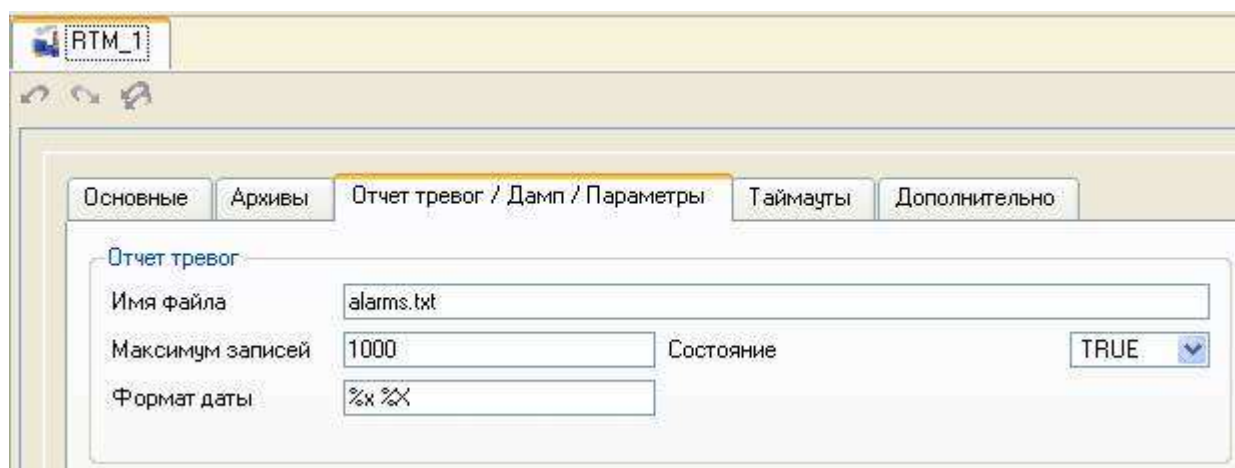 RTM_1
Основные Архивы Отчет тревог / Дамп / Параметры Таймауты Дополнительно
Отчет тревог
Имя файла alarms.txt
Максимум записей 1000 Состояние TRUE
Формат даты %x %X